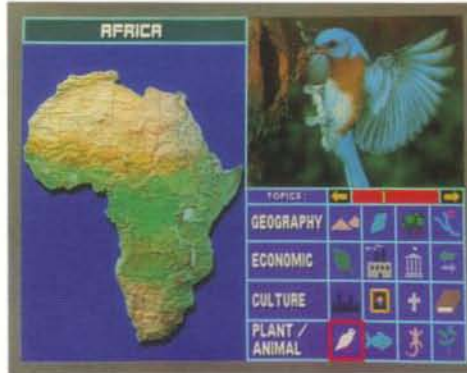 AFRICA
TOPICS:
GEOGRAPHY
ECONOMIC
CULTURE
PLANT /
ANIMAL